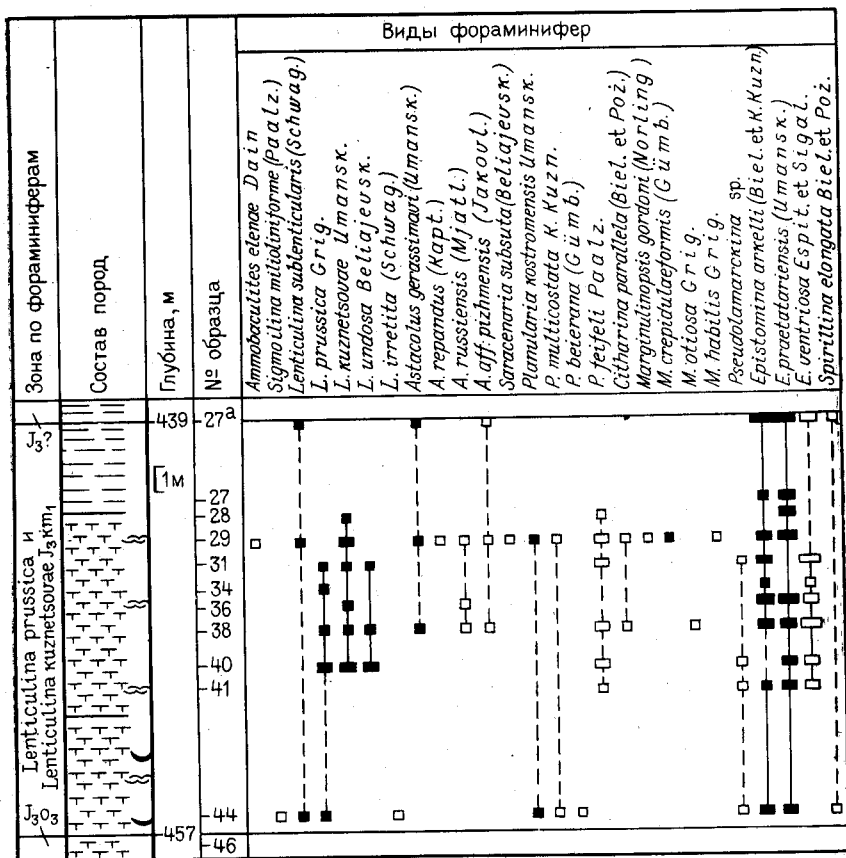 Виды фораминифер
Зона по фораминиферам
Состав пород
Глубина, м
№ образца
Ammobaculites elenae Dain
Sigmoilina milioliniforme (Paalz.)
Lenticulina sublenticularis (Schwag.)
L. prussica Grig.
L. kuznetsovae Umansk.
L. undosa Beliajevsk.
L. irretita (Schwag.)
Astacolus gerassimavi (Umansk.)
A. repandus (Kapt.)
A. russiensis (Mjatl.)
A. aff. pizhmensis (Jakovl.)
Saracenaria subsuta (Beliajevsk.)
Planularia kostromensis Umansk.
P. multicostata K. Kuzn.
P. beierana (Gümb.)
P. feifeli Paalz.
Citharina parallela (Biel. et Poż.)
Marginulinopsis gordoni (Norling)
M. crepidulaeformis (Gümb.)
M. otiosa Grig.
M. habilis Grig.
Pseudolamarckina sp.
Epistomina arkelli (Biel. et K. Kuzn.)
E. praetatariensis (Umansk.)
E. ventriosa Espit. et Sigal.
Spirillina elongata Biel. et Poż.
J₃?
Lenticulina prussica и
Lenticulina kuznetsovae J₃km₁
J₃o₃
439
1м
457
27ᵃ
27
28
29
31
34
36
38
40
41
44
46